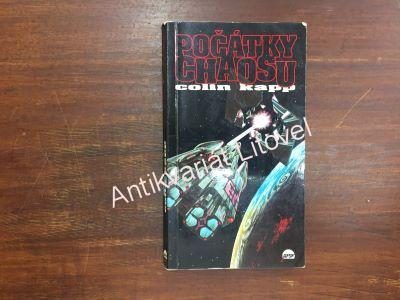 POČÁTKY
CHAOSU
colin kapp
Antikvariát Litovel